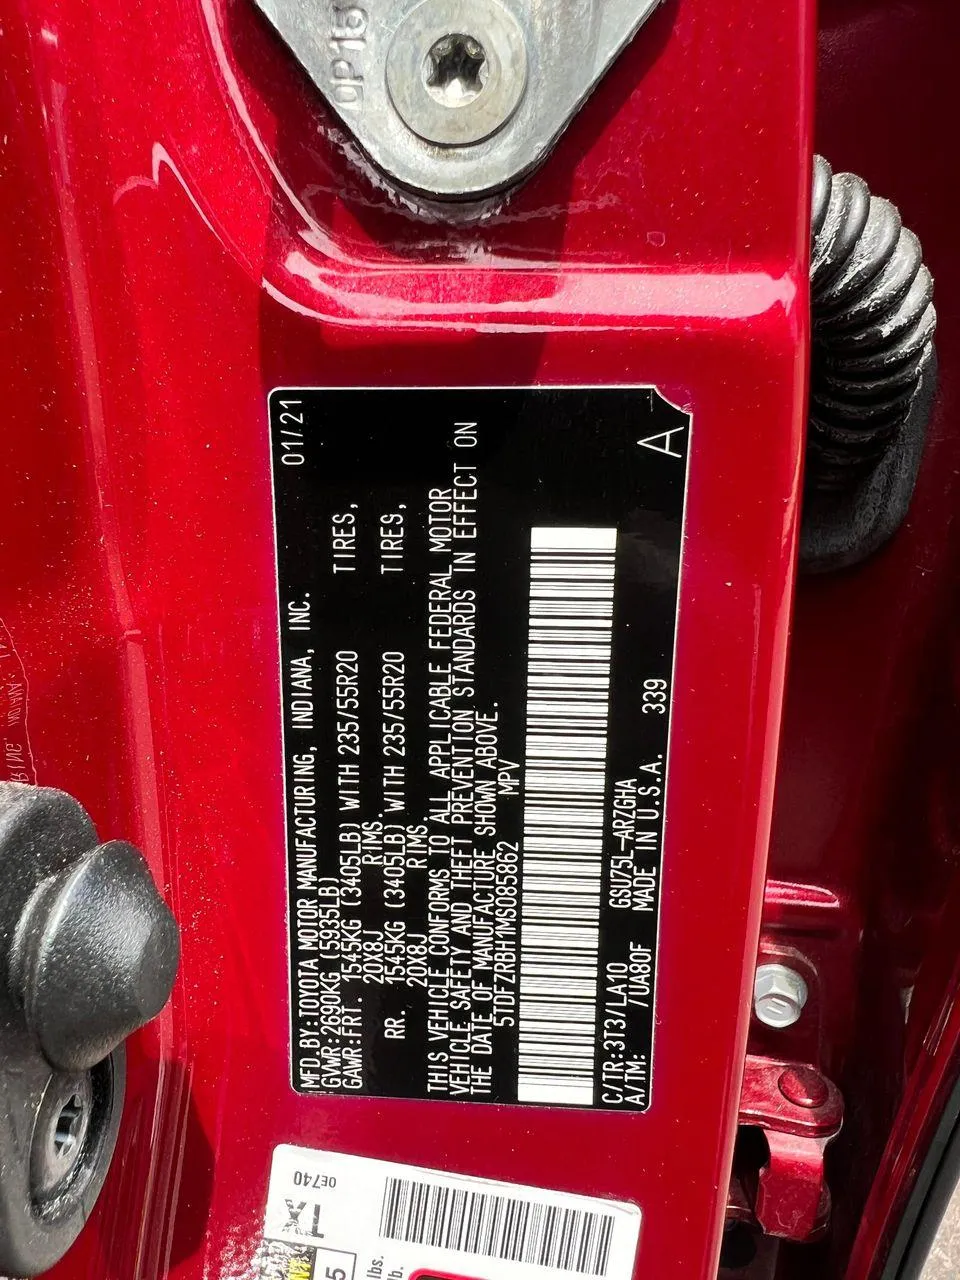 DP15
MFD.BY:TOYOTA MOTOR MANUFACTURING, INDIANA, INC. 01/21
GVWR:2690KG (5935LB)
GAWR:FRT. 1545KG (3405LB) WITH 235/55R20 TIRES,
20X8J RIMS.
RR. 1545KG (3405LB) WITH 235/55R20 TIRES,
20X8J RIMS
THIS VEHICLE CONFORMS TO ALL APPLICABLE FEDERAL MOTOR
VEHICLE SAFETY AND THEFT PREVENTION STANDARDS IN EFFECT ON
THE DATE OF MANUFACTURE SHOWN ABOVE.
5TDFZRBH1MS085862 MPV
C/TR:3T3/LA10 GSU75L-ARZGHA
A/TM: /UA80F MADE IN U.S.A. 339
A
0E740
lbs.